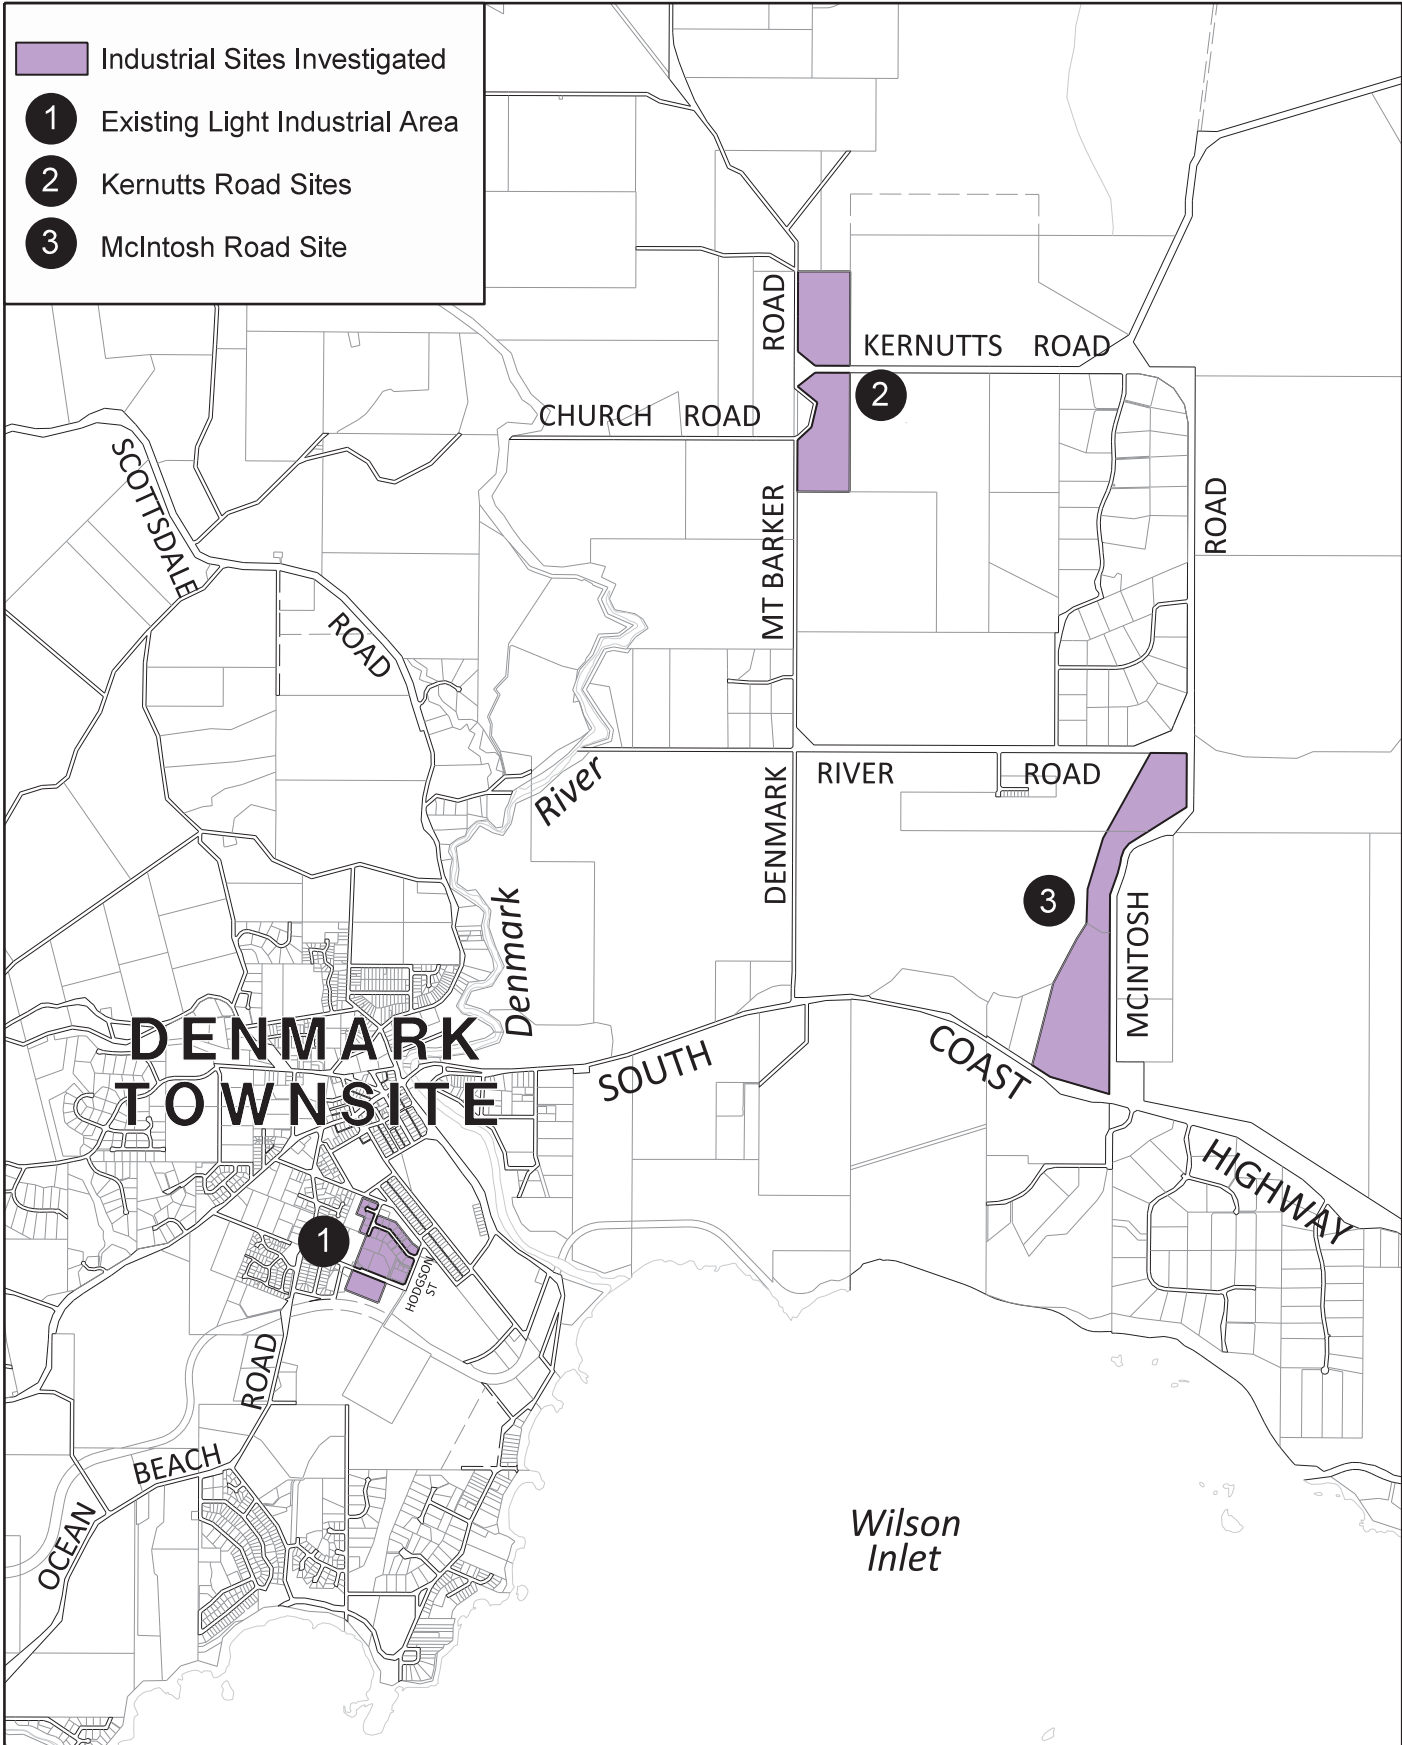 Industrial Sites Investigated
1 Existing Light Industrial Area
2 Kernutts Road Sites
3 McIntosh Road Site
ROAD
KERNUTTS ROAD
2
CHURCH ROAD
SCOTTSDALE
ROAD
MT BARKER
ROAD
River
DENMARK
RIVER ROAD
3
Denmark
MCINTOSH
DENMARK
TOWNSITE
SOUTH
COAST
HIGHWAY
1
HODGSON
ST
ROAD
BEACH
OCEAN
Wilson
Inlet